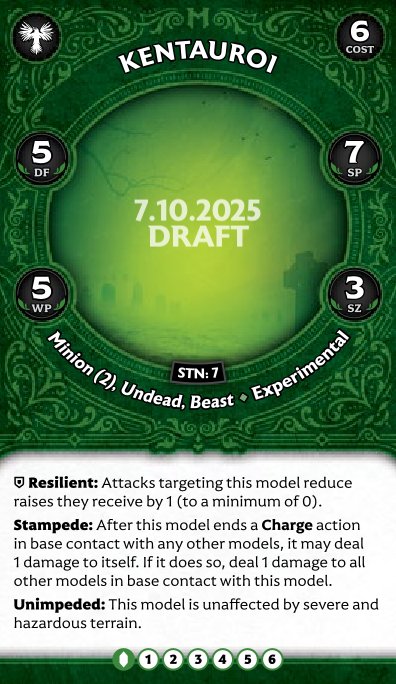 6
COST
KENTAUROI
5
DF
7
SP
7.10.2025
DRAFT
5
WP
3
SZ
STN: 7
Minion (2), Undead, Beast ◆ Experimental
Resilient: Attacks targeting this model reduce
raises they receive by 1 (to a minimum of 0).
Stampede: After this model ends a Charge action
in base contact with any other models, it may deal
1 damage to itself. If it does so, deal 1 damage to all
other models in base contact with this model.
Unimpeded: This model is unaffected by severe and
hazardous terrain.
1 2 3 4 5 6